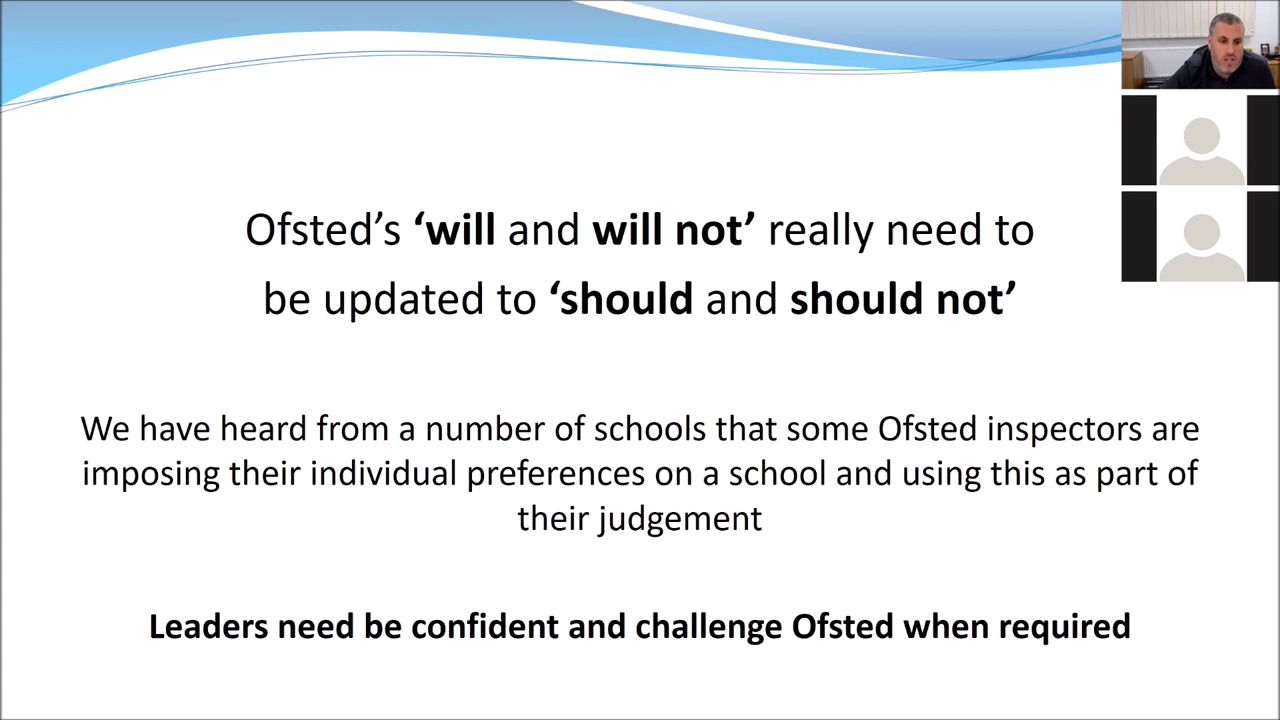 Ofsted’s ‘will and will not’ really need to
be updated to ‘should and should not’
We have heard from a number of schools that some Ofsted inspectors are
imposing their individual preferences on a school and using this as part of
their judgement
Leaders need be confident and challenge Ofsted when required